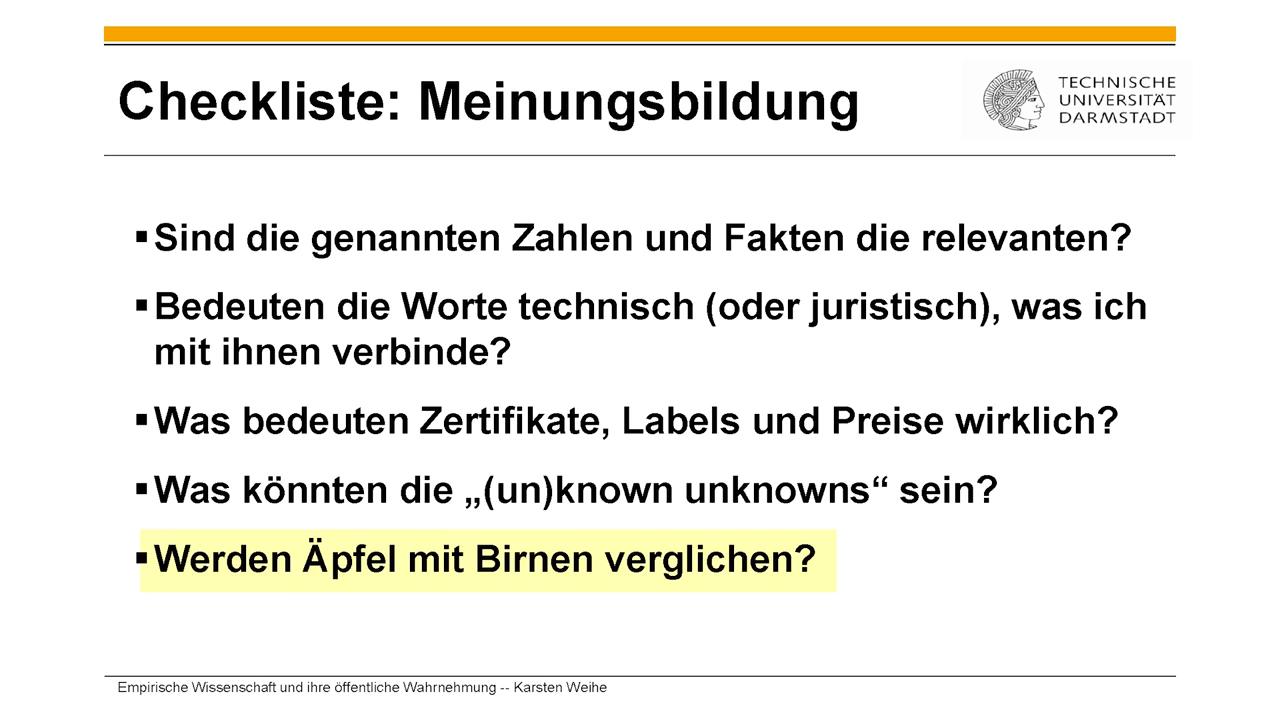 Checkliste: Meinungsbildung
TECHNISCHE
UNIVERSITÄT
DARMSTADT
▪ Sind die genannten Zahlen und Fakten die relevanten?
▪ Bedeuten die Worte technisch (oder juristisch), was ich
mit ihnen verbinde?
▪ Was bedeuten Zertifikate, Labels und Preise wirklich?
▪ Was könnten die „(un)known unknowns“ sein?
▪ Werden Äpfel mit Birnen verglichen?
Empirische Wissenschaft und ihre öffentliche Wahrnehmung -- Karsten Weihe